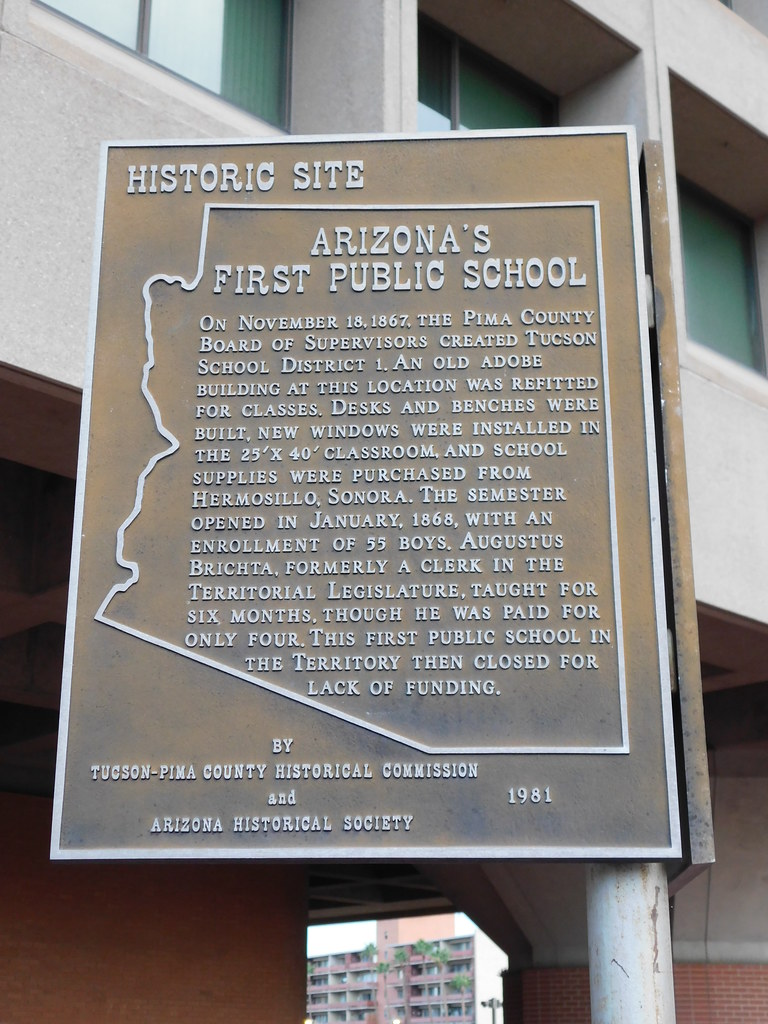 HISTORIC SITE
ARIZONA'S
FIRST PUBLIC SCHOOL
ON NOVEMBER 18, 1867, THE PIMA COUNTY
BOARD OF SUPERVISORS CREATED TUCSON
SCHOOL DISTRICT 1. AN OLD ADOBE
BUILDING AT THIS LOCATION WAS REFITTED
FOR CLASSES. DESKS AND BENCHES WERE
BUILT, NEW WINDOWS WERE INSTALLED IN
THE 25' X 40' CLASSROOM, AND SCHOOL
SUPPLIES WERE PURCHASED FROM
HERMOSILLO, SONORA. THE SEMESTER
OPENED IN JANUARY, 1868, WITH AN
ENROLLMENT OF 55 BOYS. AUGUSTUS
BRICHTA, FORMERLY A CLERK IN THE
TERRITORIAL LEGISLATURE, TAUGHT FOR
SIX MONTHS, THOUGH HE WAS PAID FOR
ONLY FOUR. THIS FIRST PUBLIC SCHOOL IN
THE TERRITORY THEN CLOSED FOR
LACK OF FUNDING.
BY
TUCSON-PIMA COUNTY HISTORICAL COMMISSION
and
ARIZONA HISTORICAL SOCIETY
1981